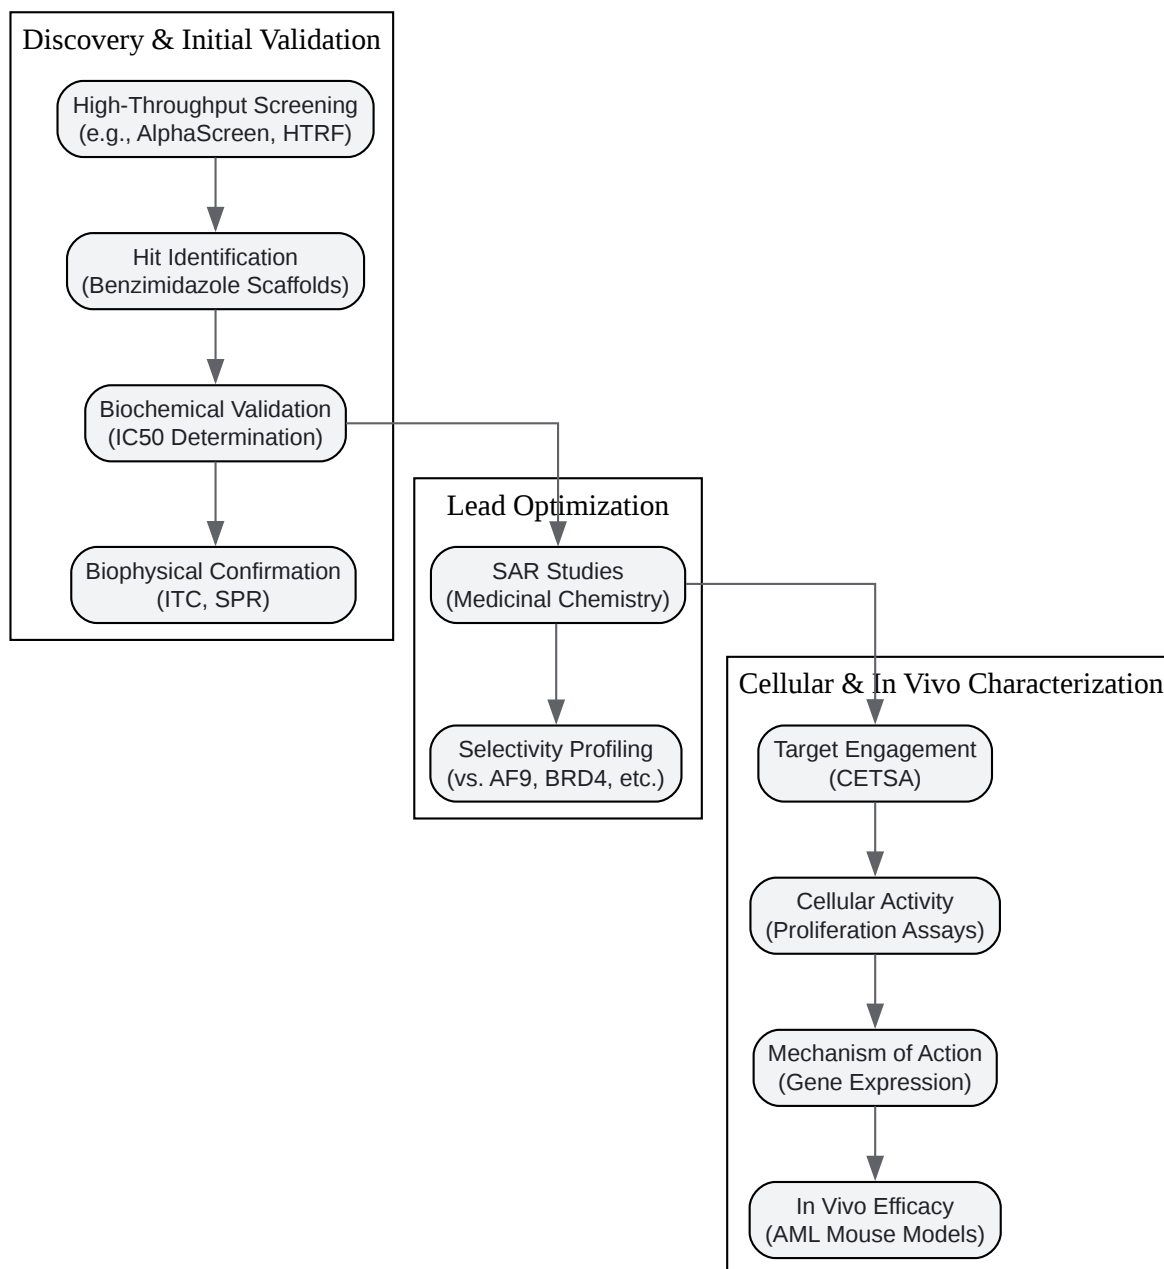 Discovery & Initial Validation
High-Throughput Screening
(e.g., AlphaScreen, HTRF)
Hit Identification
(Benzimidazole Scaffolds)
Biochemical Validation
(IC50 Determination)
Biophysical Confirmation
(ITC, SPR)
Lead Optimization
SAR Studies
(Medicinal Chemistry)
Selectivity Profiling
(vs. AF9, BRD4, etc.)
Cellular & In Vivo Characterization
Target Engagement
(CETSA)
Cellular Activity
(Proliferation Assays)
Mechanism of Action
(Gene Expression)
In Vivo Efficacy
(AML Mouse Models)